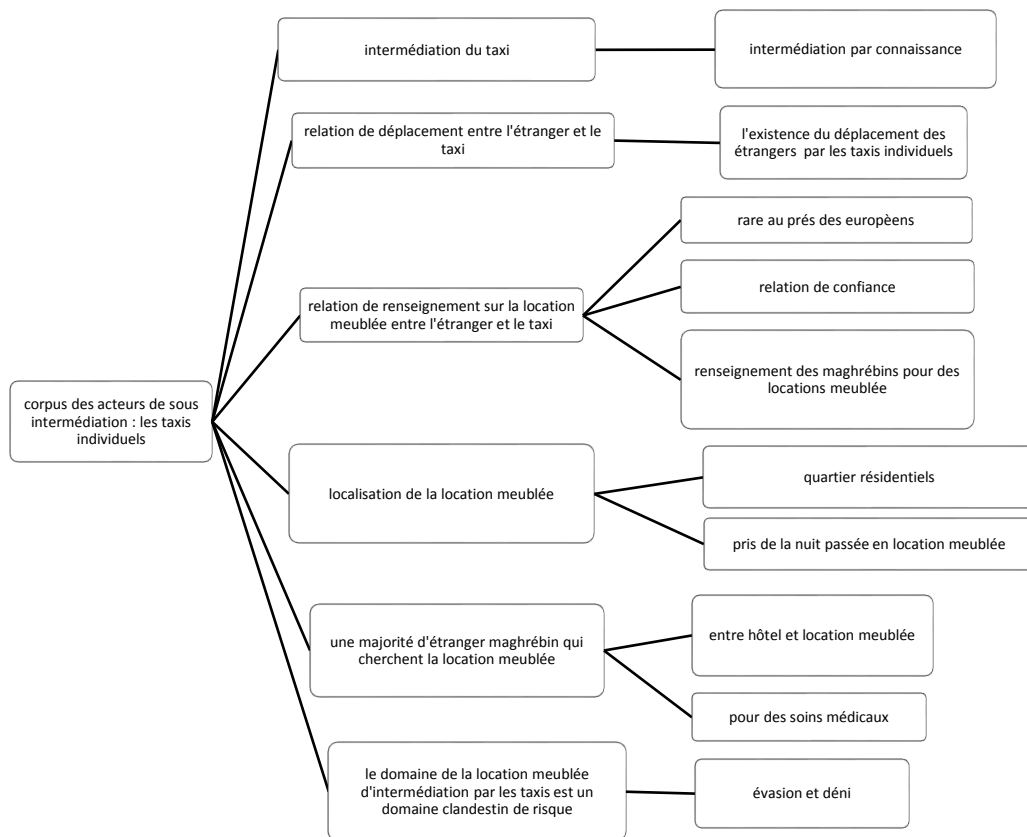 corpus des acteurs de sous
intermédiation : les taxis
individuels
intermédiation du taxi
intermédiation par connaissance
relation de déplacement entre l'étranger et le
taxi
l'existence du déplacement des
étrangers par les taxis individuels
relation de renseignement sur la location
meublée entre l'étranger et le taxi
rare au prés des europèens
relation de confiance
renseignement des maghrébins pour des
locations meublée
localisation de la location meublée
quartier résidentiels
pris de la nuit passée en location meublée
une majorité d'étranger maghrébin qui
cherchent la location meublée
entre hôtel et location meublée
pour des soins médicaux
le domaine de la location meublée
d'intermédiation par les taxis est un
domaine clandestin de risque
évasion et déni